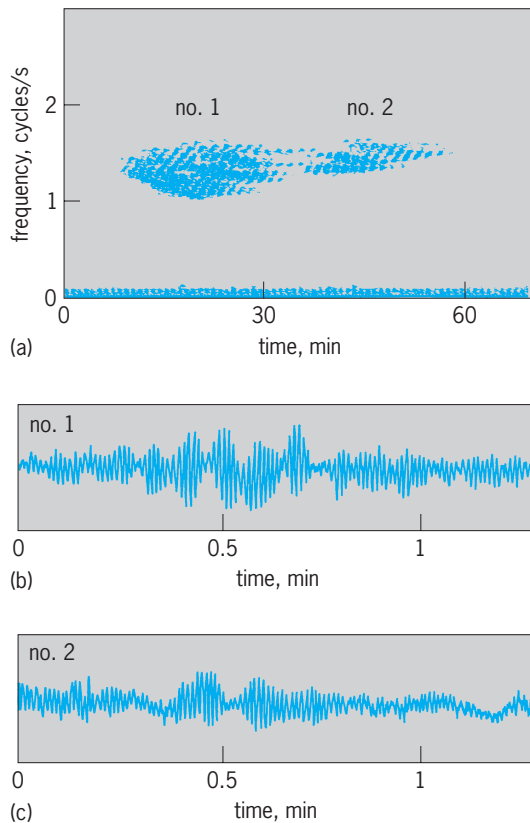 2
no. 1
no. 2
frequency, cycles/s
1
0
0
30
60
(a)
time, min
no. 1
0
0.5
1
(b)
time, min
no. 2
0
0.5
1
(c)
time, min